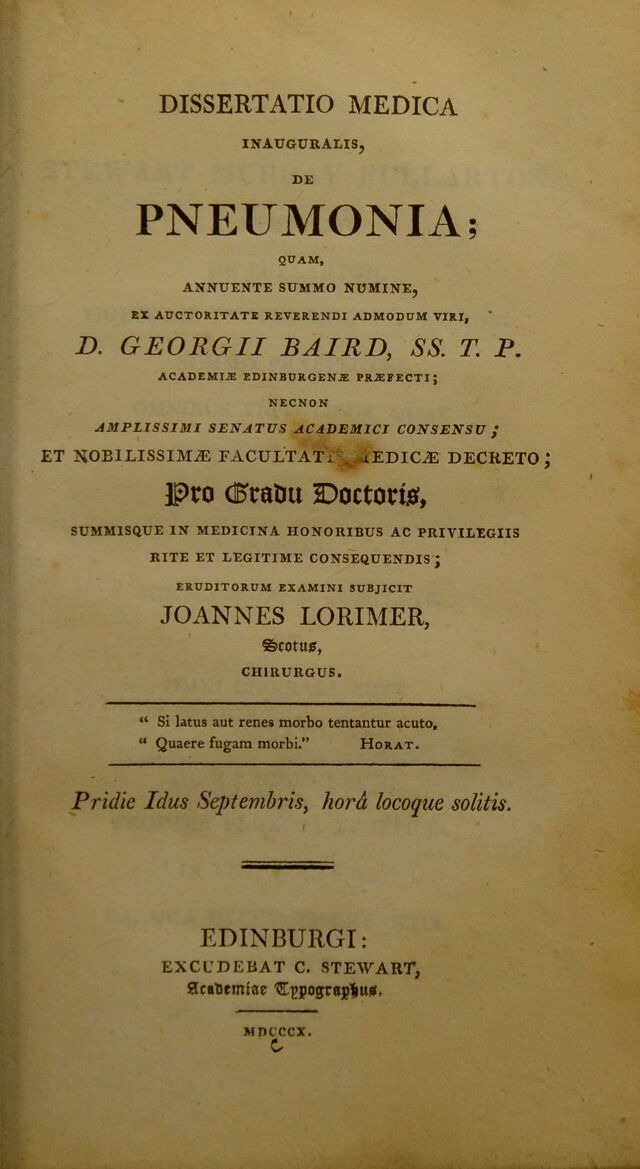 DISSERTATIO MEDICA
INAUGURALIS,
DE
PNEUMONIA;
QUAM,
ANNUENTE SUMMO NUMINE,
EX AUCTORITATE REVERENDI ADMODUM VIRI,
D. GEORGII BAIRD, SS. T. P.
ACADEMIÆ EDINBURGENÆ PRÆFECTI;
NECNON
AMPLISSIMI SENATUS ACADEMICI CONSENSU;
ET NOBILISSIMÆ DECRETO;
Pro Gradu Doctoris,
SUMMISQUE IN MEDICINA HONORIBUS AC PRIVILEGIIS
RITE ET LEGITIME CONSEQUENDIS;
ERUDITORUM EXAMINI SUBJICIT
JOANNES LORIMER,
Scotus,
CHIRURGUS.
“ Si latus aut renes morbo tentantur acuto,
“ Quaere fugam morbi.” HORAT.
Pridie Idus Septembris, horâ locoque solitis.
EDINBURGI:
EXCUDEBAT C. STEWART,
Academiae Typographus.
MDCCCX.